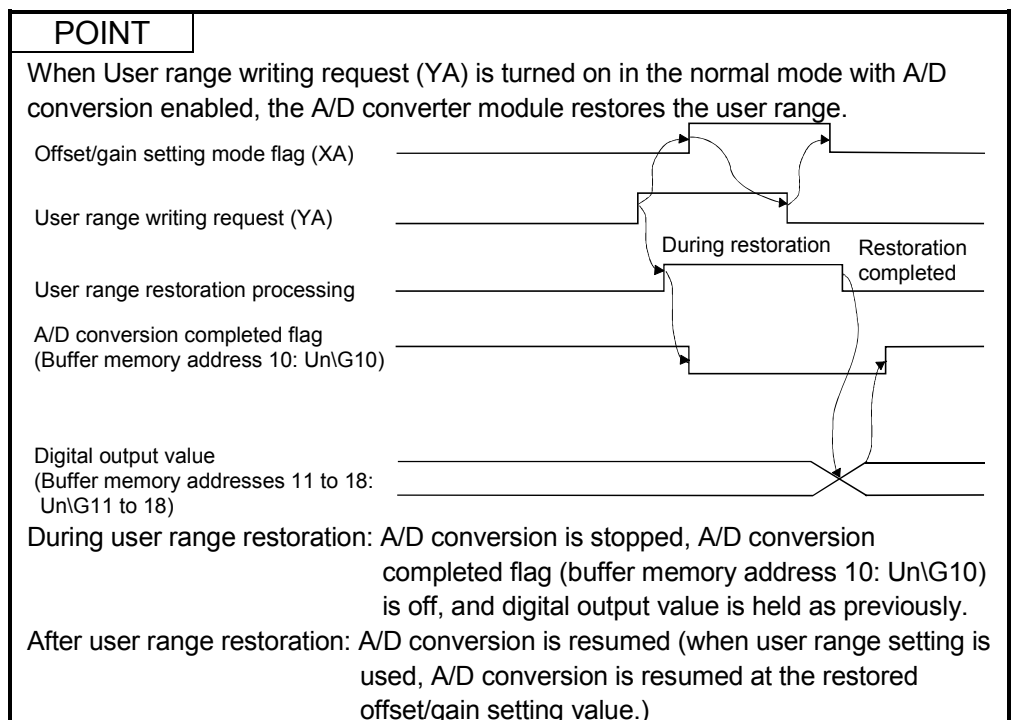 POINT
When User range writing request (YA) is turned on in the normal mode with A/D
conversion enabled, the A/D converter module restores the user range.
Offset/gain setting mode flag (XA)
User range writing request (YA)
During restoration
Restoration
completed
User range restoration processing
A/D conversion completed flag
(Buffer memory address 10: Un\G10)
Digital output value
(Buffer memory addresses 11 to 18:
Un\G11 to 18)
During user range restoration: A/D conversion is stopped, A/D conversion
completed flag (buffer memory address 10: Un\G10)
is off, and digital output value is held as previously.
After user range restoration: A/D conversion is resumed (when user range setting is
used, A/D conversion is resumed at the restored
offset/gain setting value.)